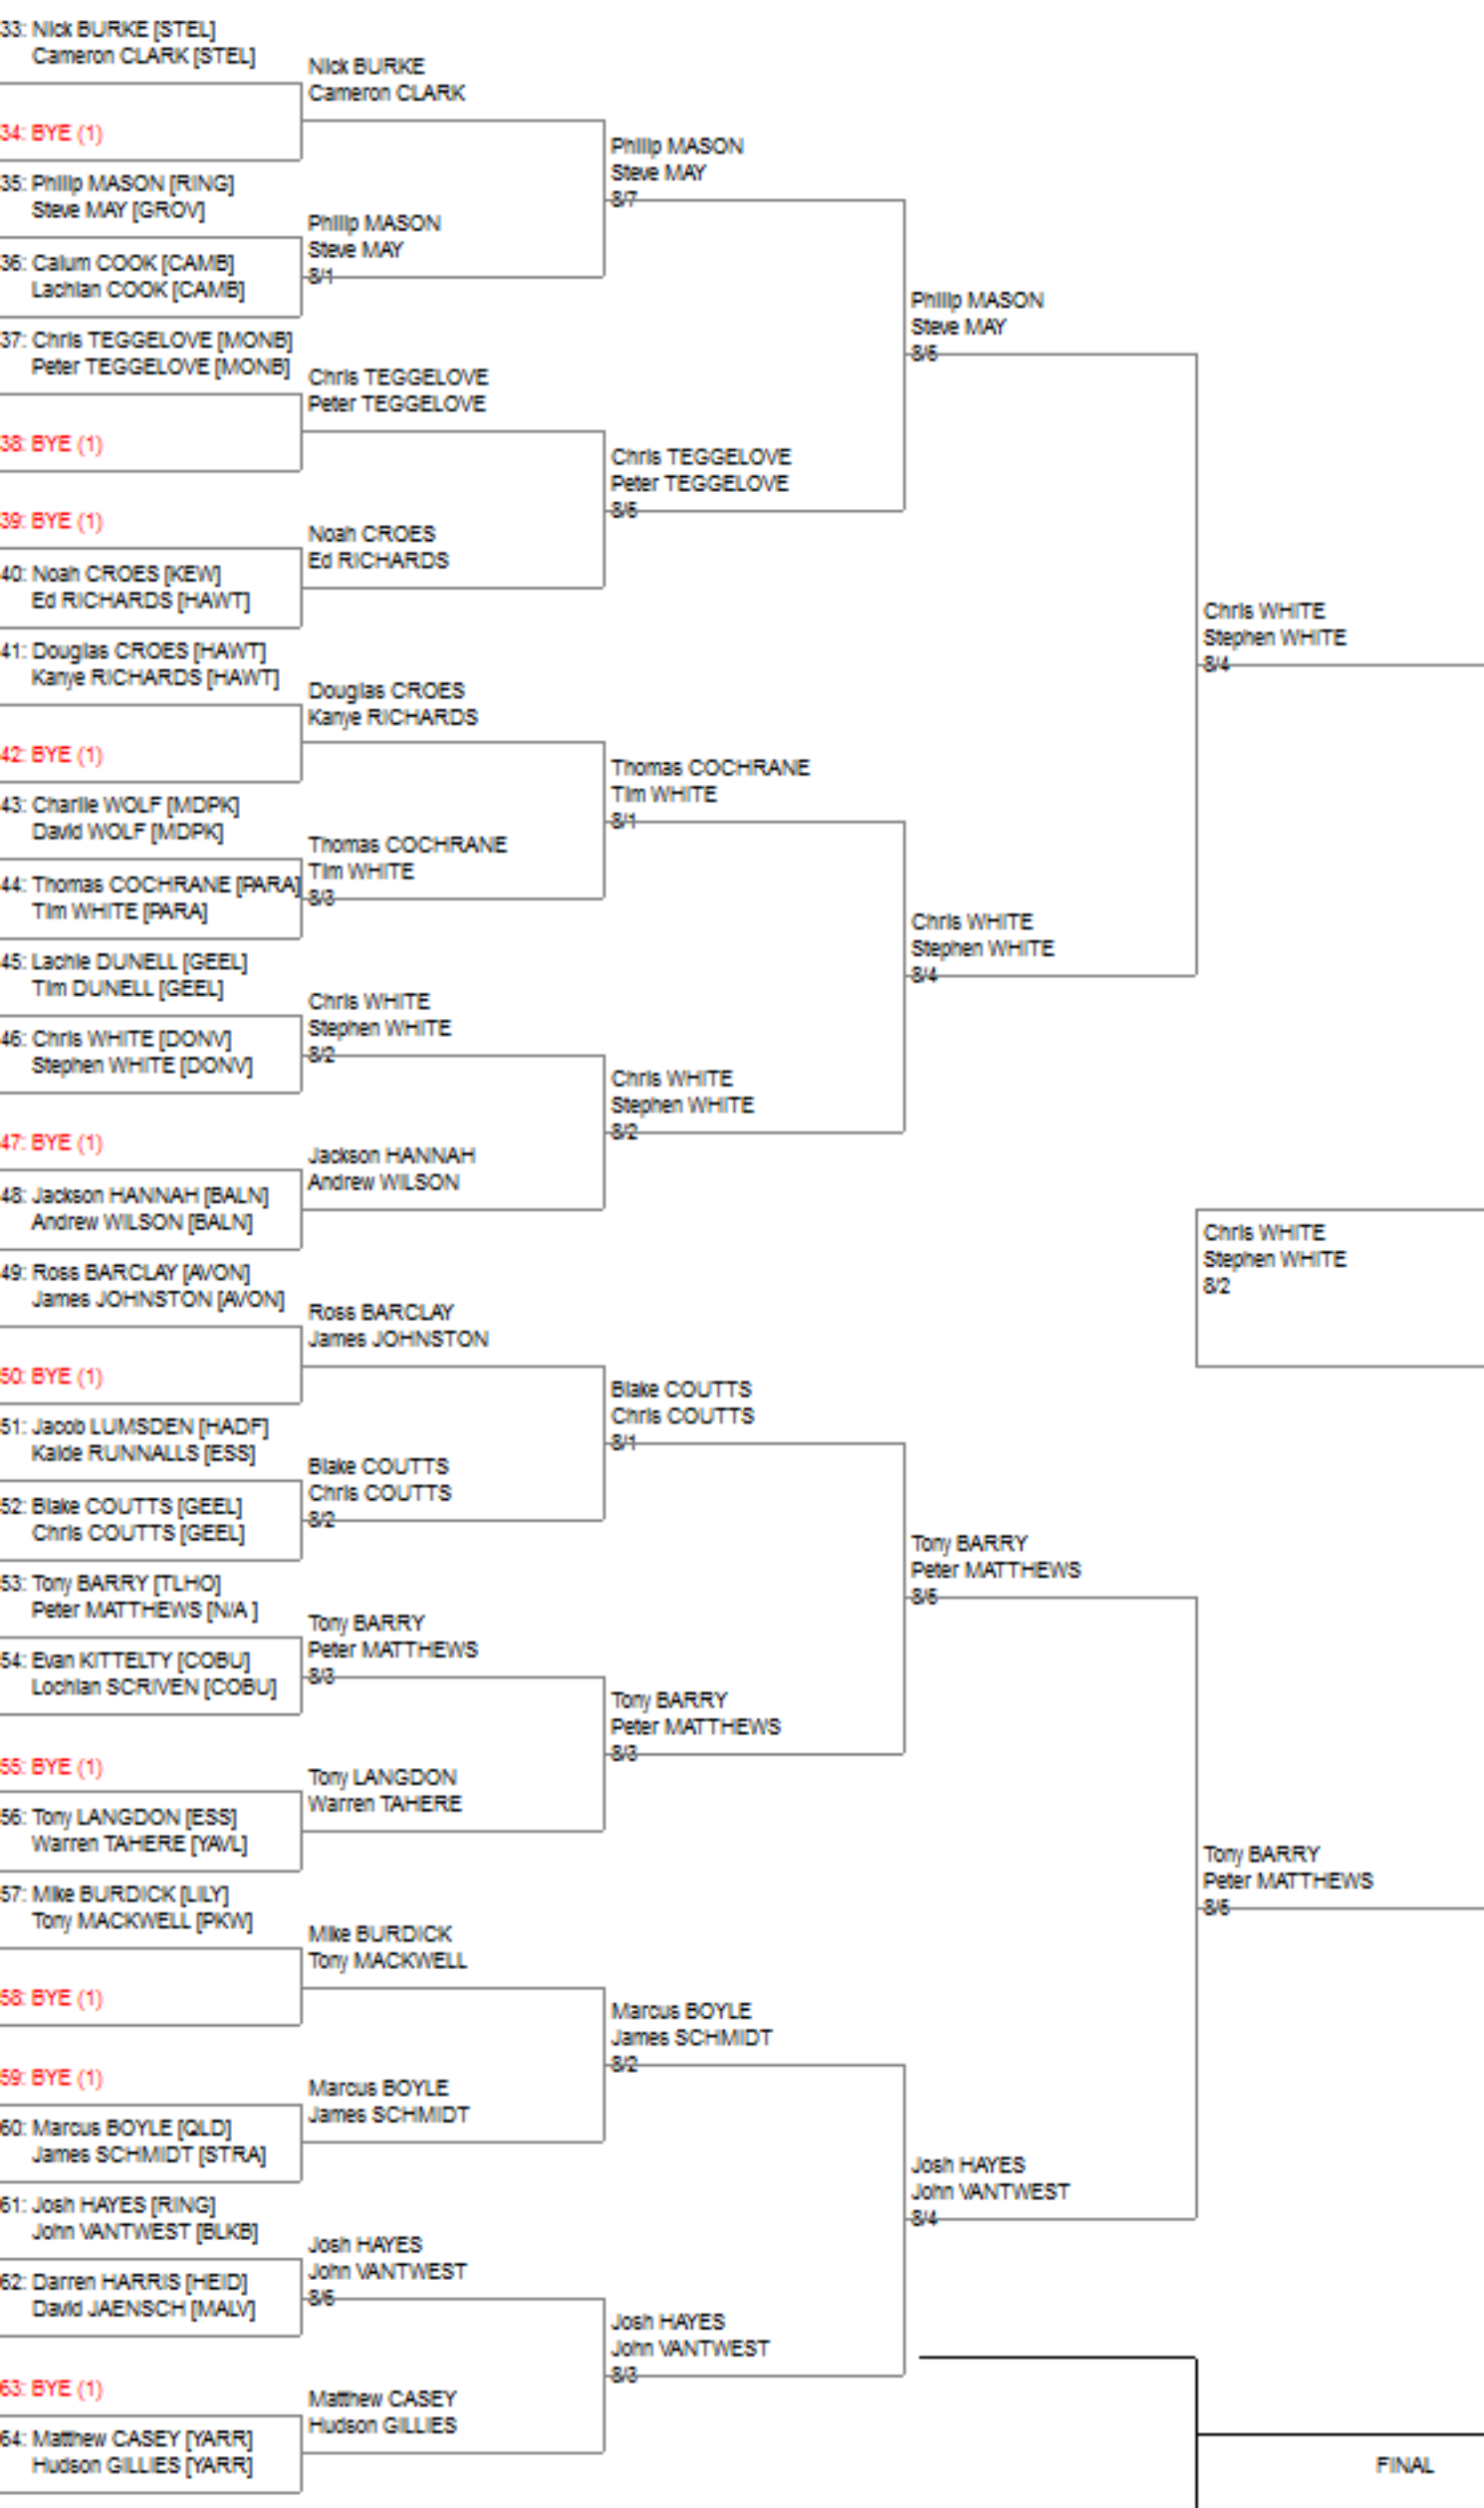 33: Nick BURKE [STEL]
Cameron CLARK [STEL]
34: BYE (1)
35: Philip MASON [RING]
Steve MAY [GROV]
36: Calum COOK [CAMB]
Lachlan COOK [CAMB]
37: Chris TEGGELOVE [MONB]
Peter TEGGELOVE [MONB]
38: BYE (1)
39: BYE (1)
40: Noah CROES [KEW]
Ed RICHARDS [HAWT]
41: Douglas CROES [HAWT]
Kanye RICHARDS [HAWT]
42: BYE (1)
43: Charlie WOLF [MDPK]
David WOLF [MDPK]
44: Thomas COCHRANE [PARA]
Tim WHITE [PARA]
45: Lachie DUNELL [GEEL]
Tim DUNELL [GEEL]
46: Chris WHITE [DONV]
Stephen WHITE [DONV]
47: BYE (1)
48: Jackson HANNAH [BALN]
Andrew WILSON [BALN]
49: Ross BARCLAY [AVON]
James JOHNSTON [AVON]
50: BYE (1)
51: Jacob LUMSDEN [HADF]
Kaide RUNNALLS [ESS]
52: Blake COUTTS [GEEL]
Chris COUTTS [GEEL]
53: Tony BARRY [TLHO]
Peter MATTHEWS [N/A ]
54: Evan KITTELTY [COBU]
Lochlan SCRIVEN [COBU]
55: BYE (1)
56: Tony LANGDON [ESS]
Warren TAHERE [YAVL]
57: Mike BURDICK [LILY]
Tony MACKWELL [PKW]
58: BYE (1)
59: BYE (1)
60: Marcus BOYLE [QLD]
James SCHMIDT [STRA]
61: Josh HAYES [RING]
John VANTWEST [BLKB]
62: Darren HARRIS [HEID]
David JAENSCH [MALV]
63: BYE (1)
64: Matthew CASEY [YARR]
Hudson GILLIES [YARR]
Nick BURKE
Cameron CLARK
Philip MASON
Steve MAY
8/1
Chris TEGGELOVE
Peter TEGGELOVE
Noah CROES
Ed RICHARDS
Douglas CROES
Kanye RICHARDS
Thomas COCHRANE
Tim WHITE
8/3
Chris WHITE
Stephen WHITE
8/2
Jackson HANNAH
Andrew WILSON
Ross BARCLAY
James JOHNSTON
Blake COUTTS
Chris COUTTS
8/2
Tony BARRY
Peter MATTHEWS
8/3
Tony LANGDON
Warren TAHERE
Mike BURDICK
Tony MACKWELL
Marcus BOYLE
James SCHMIDT
Josh HAYES
John VANTWEST
Matthew CASEY
Hudson GILLIES
Philip MASON
Steve MAY
8/7
Chris TEGGELOVE
Peter TEGGELOVE
Thomas COCHRANE
Tim WHITE
8/1
Chris WHITE
Stephen WHITE
8/2
Blake COUTTS
Chris COUTTS
8/1
Tony BARRY
Peter MATTHEWS
8/3
Marcus BOYLE
James SCHMIDT
8/2
Josh HAYES
John VANTWEST
8/3
Philip MASON
Steve MAY
Chris WHITE
Stephen WHITE
8/4
Tony BARRY
Peter MATTHEWS
Josh HAYES
John VANTWEST
8/4
Chris WHITE
Stephen WHITE
8/4
Chris WHITE
Stephen WHITE
8/2
Tony BARRY
Peter MATTHEWS
FINAL